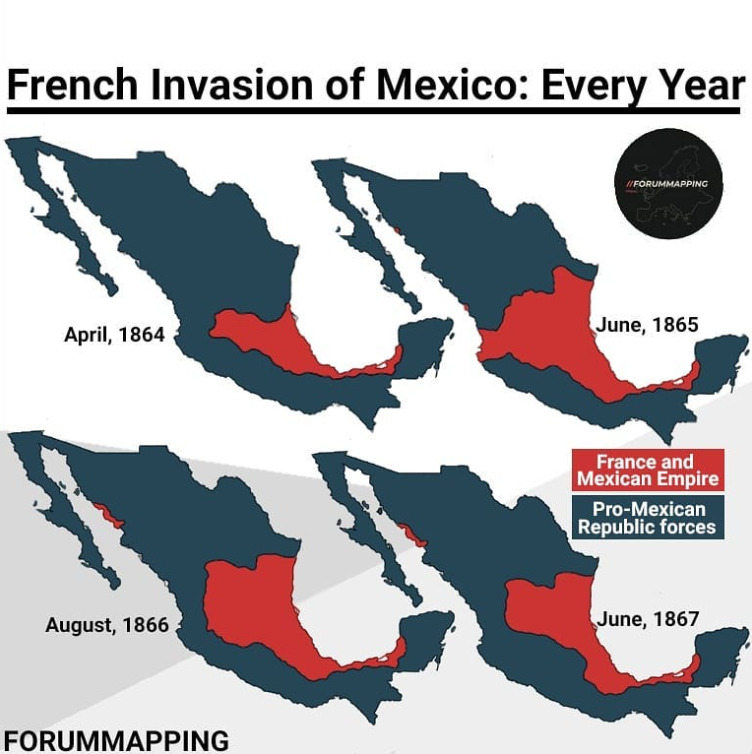 French Invasion of Mexico: Every Year
//FORUMMAPPING
April, 1864
June, 1865
France and
Mexican Empire
Pro-Mexican
Republic forces
August, 1866
June, 1867
FORUMMAPPING